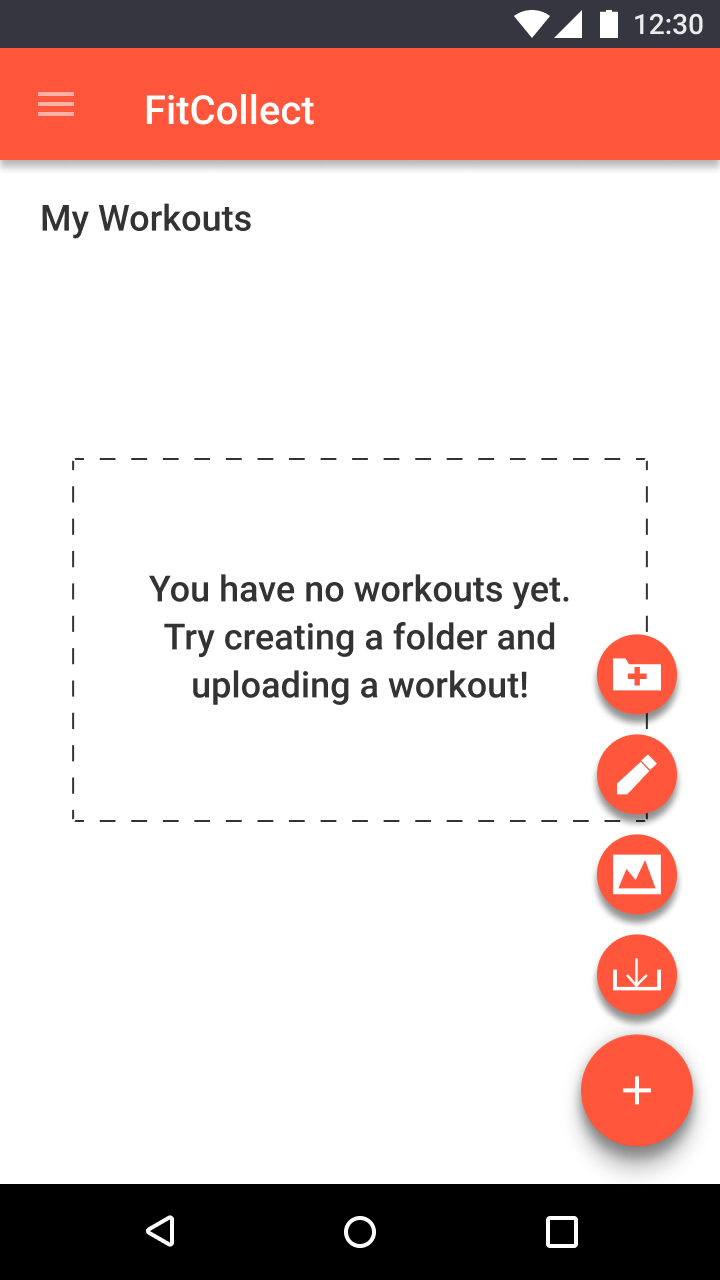 12:30
FitCollect
My Workouts
You have no workouts yet.
Try creating a folder and
uploading a workout!